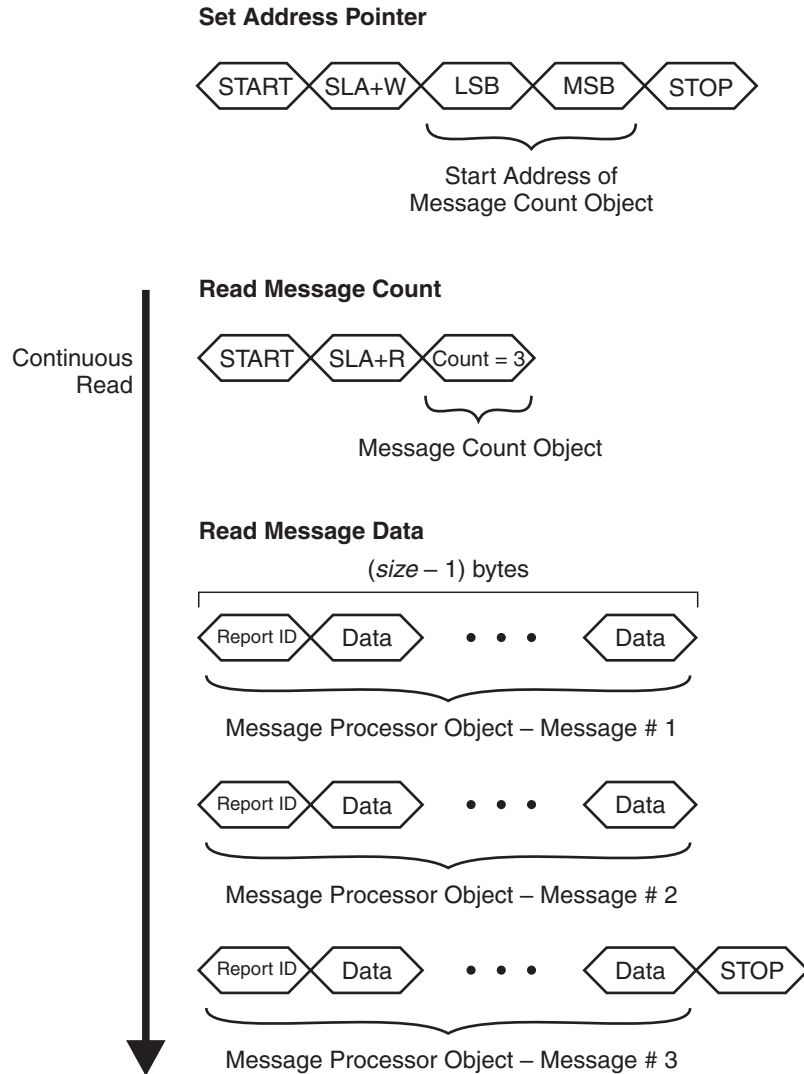 Set Address Pointer
START SLA+W LSB MSB STOP
Start Address of
Message Count Object
Read Message Count
Continuous
Read
START SLA+R Count = 3
Message Count Object
Read Message Data
(size – 1) bytes
Report ID Data • • • Data
Message Processor Object – Message # 1
Report ID Data • • • Data
Message Processor Object – Message # 2
Report ID Data • • • Data STOP
Message Processor Object – Message # 3